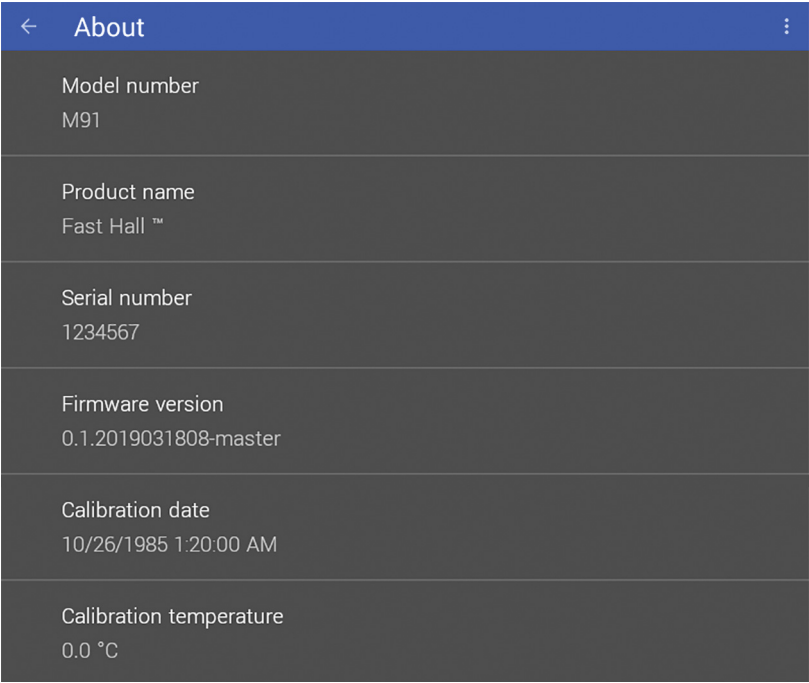 About
Model number
M91
Product name
Fast Hall ™
Serial number
1234567
Firmware version
0.1.2019031808-master
Calibration date
10/26/1985 1:20:00 AM
Calibration temperature
0.0 °C